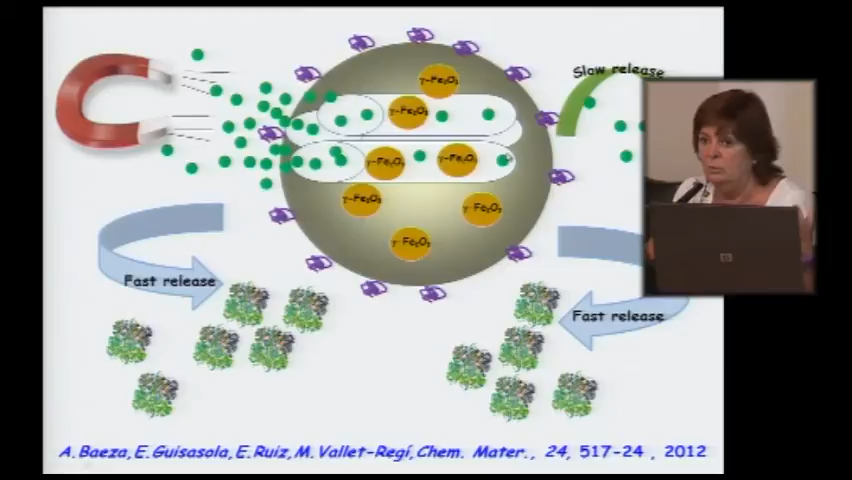 Slow release
γ-Fe₂O₃
γ-Fe₂O₃
γ-Fe₂O₃
γ-Fe₂O₃
γ-Fe₂O₃
γ-Fe₂O₃
γ-Fe₂O₃
Fast release
Fast release
A.Baeza, E.Guisasola, E.Ruiz, M.Vallet-Regí, Chem. Mater., 24, 517-24 , 2012
hp